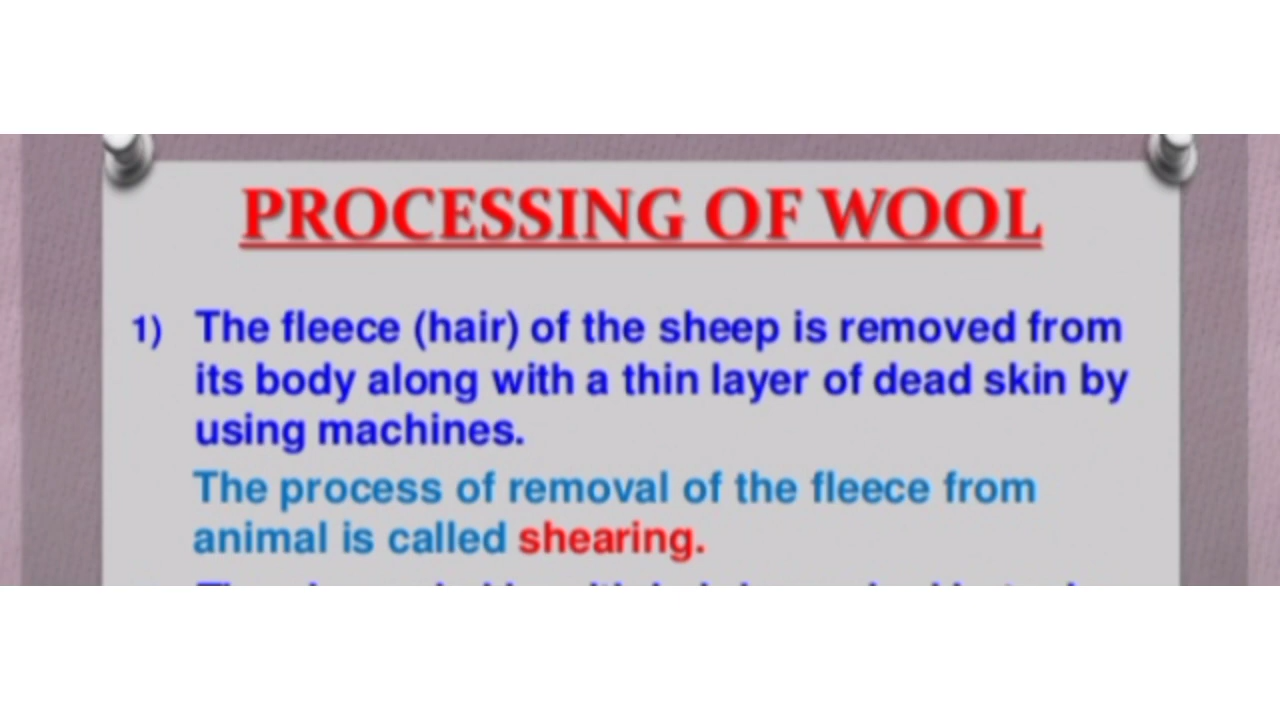 PROCESSING OF WOOL
1) The fleece (hair) of the sheep is removed from
its body along with a thin layer of dead skin by
using machines.
The process of removal of the fleece from
animal is called shearing.